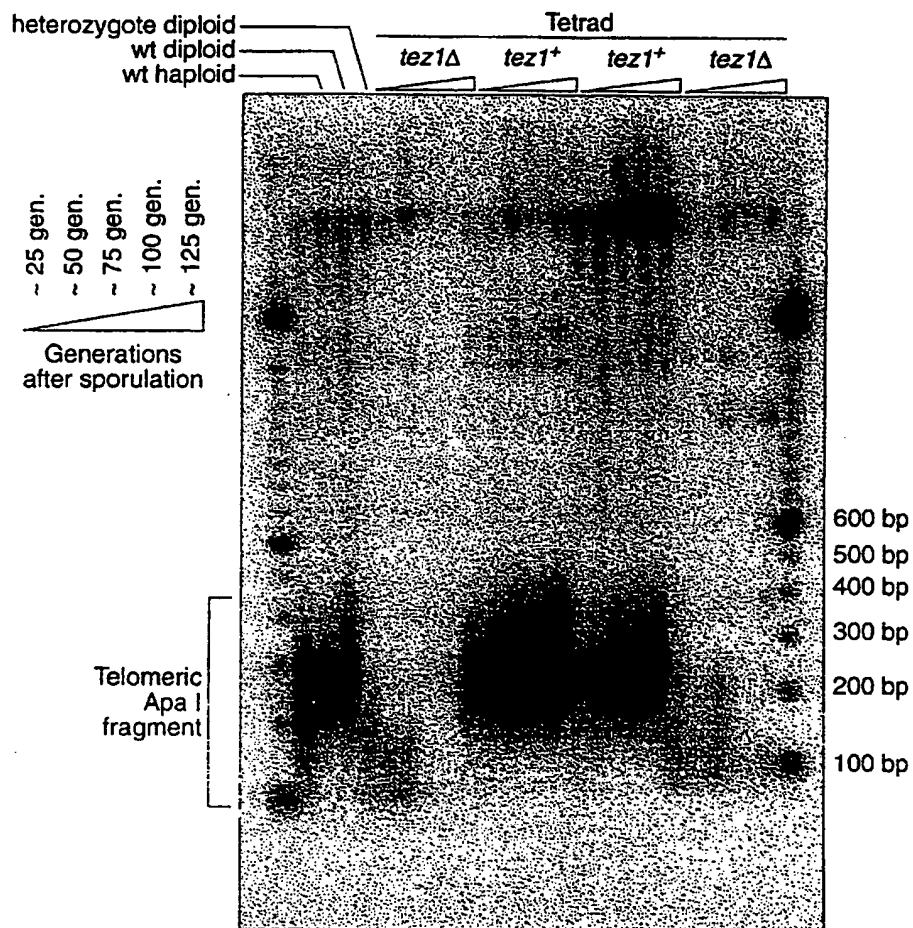 heterozygote diploid
wt diploid
wt haploid
Tetrad
tez1Δ tez1+ tez1+ tez1Δ
~ 25 gen.
~ 50 gen.
~ 75 gen.
~ 100 gen.
~ 125 gen.
Generations
after sporulation
600 bp
500 bp
400 bp
300 bp
200 bp
100 bp
Telomeric
Apa I
fragment